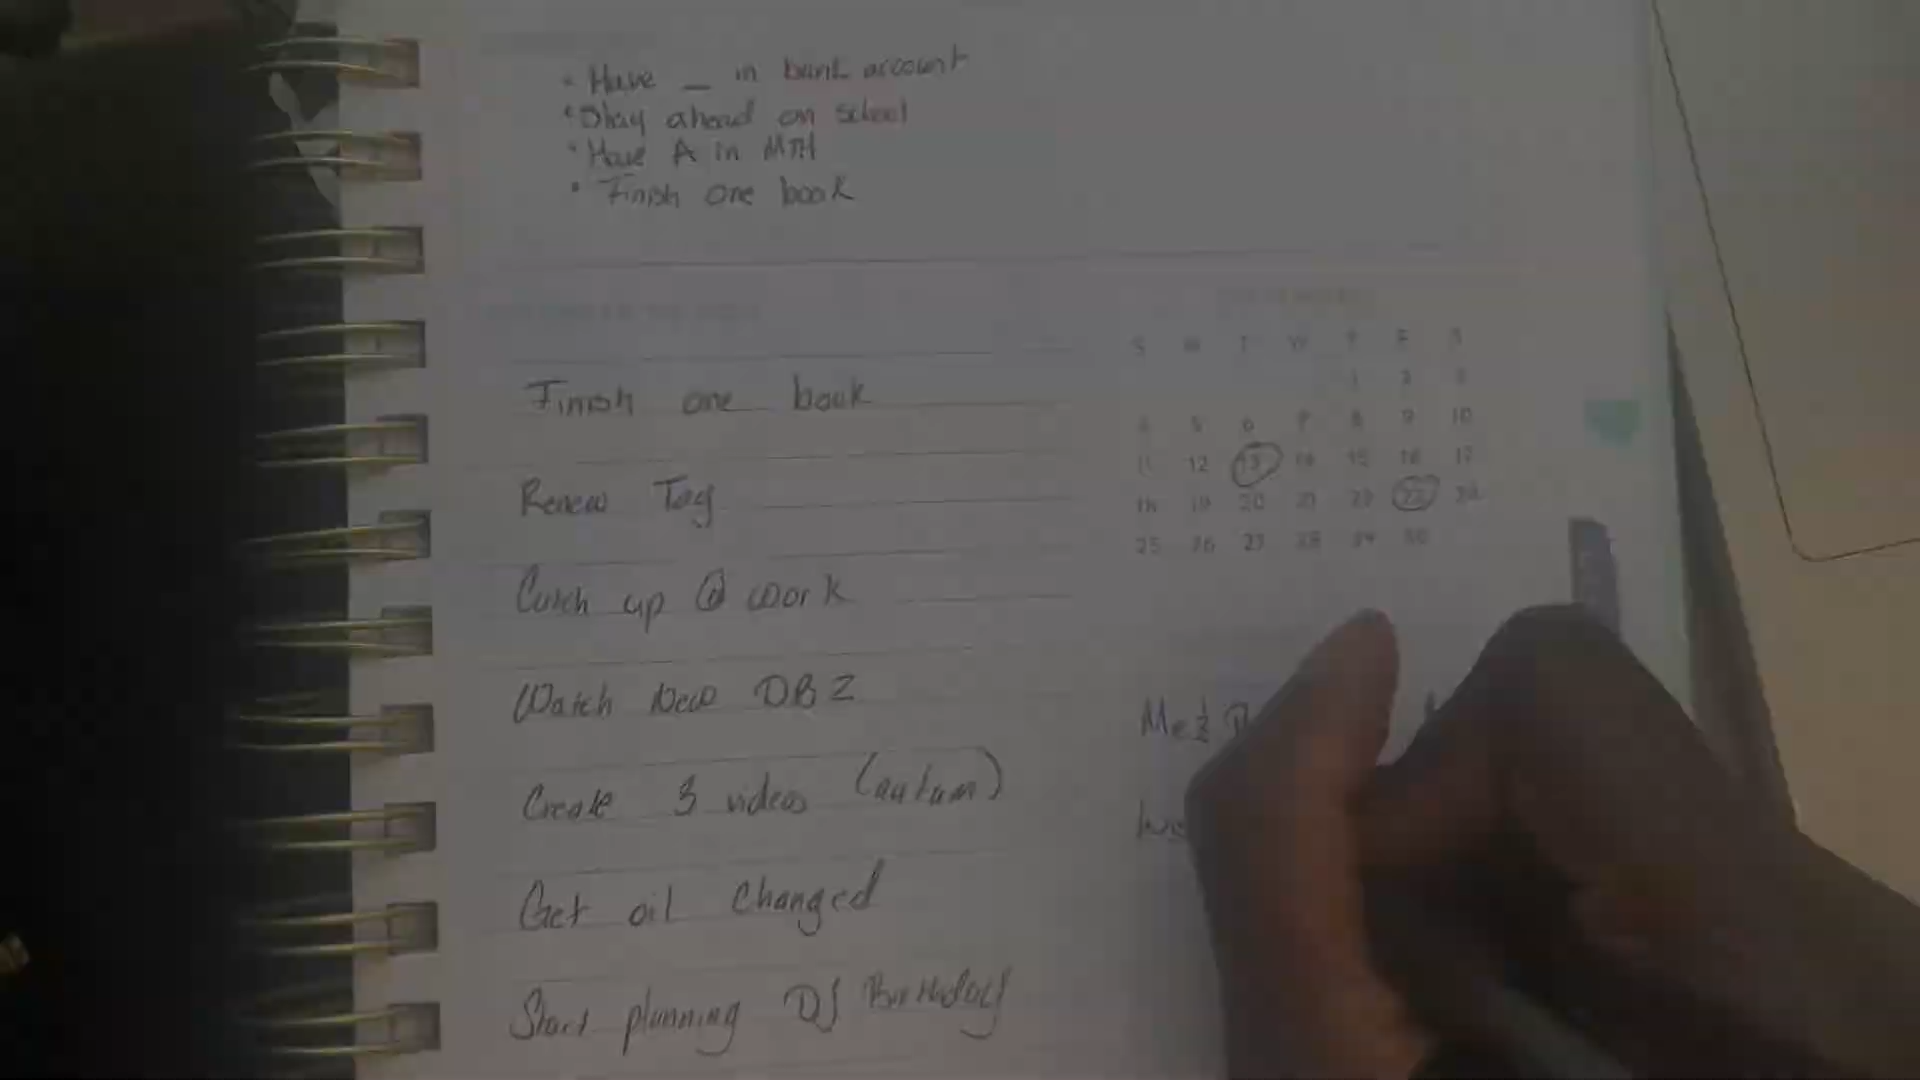 • Have _ in bank account
• Stay ahead on school
• Have A in MTH
• Finish one book
Finish one book
Renew Tag
Catch up @ work
Watch New DBZ
Create 3 videos (autum)
Get oil changed
Start planning DJ Birthday
S M T W T F S
1 2 3
4 5 6 7 8 9 10
11 12 13 14 15 16 17
18 19 20 21 22 23 24
25 26 27 28 29 30
Me &